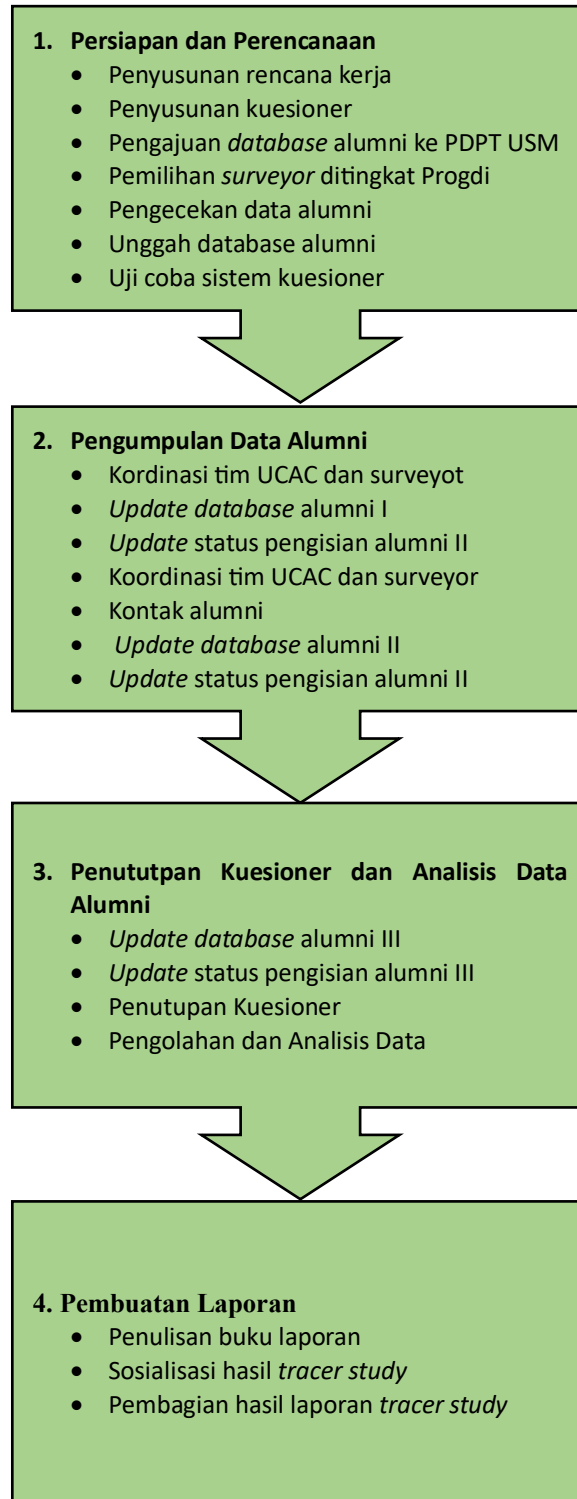 1. Persiapan dan Perencanaan
• Penyusunan rencana kerja
• Penyusunan kuesioner
• Pengajuan database alumni ke PDPT USM
• Pemilihan surveyor ditingkat Progdi
• Pengecekan data alumni
• Unggah database alumni
• Uji coba sistem kuesioner
2. Pengumpulan Data Alumni
• Kordinasi tim UCAC dan surveyot
• Update database alumni I
• Update status pengisian alumni II
• Koordinasi tim UCAC dan surveyor
• Kontak alumni
• Update database alumni II
• Update status pengisian alumni II
3. Penututpan Kuesioner dan Analisis Data
Alumni
• Update database alumni III
• Update status pengisian alumni III
• Penutupan Kuesioner
• Pengolahan dan Analisis Data
4. Pembuatan Laporan
• Penulisan buku laporan
• Sosialisasi hasil tracer study
• Pembagian hasil laporan tracer study